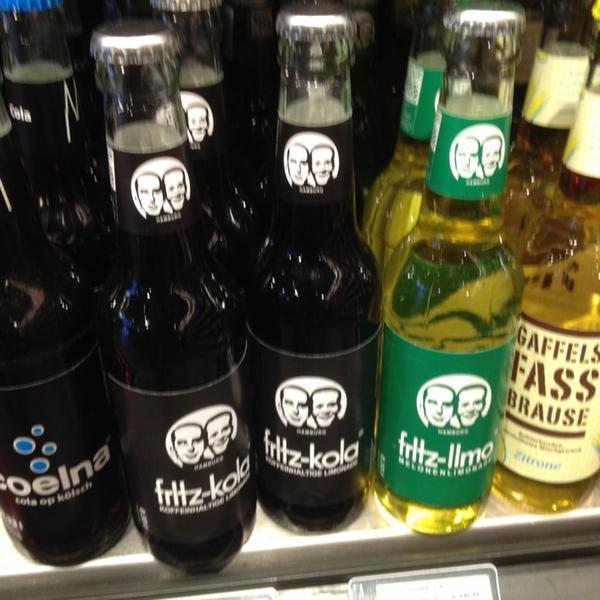 Cola
HAMBURG
HAMBURG
HAMBURG
coelna
cola op kölsch
HAMBURG
fritz-kola
KOFFEINHALTIGE LIMONADE
HAMBURG
fritz-kola
KOFFEINHALTIGE LIMONADE
HAMBURG
fritz-limo
MELONENLIMONADE
GAFFELS
FASS
BRAUSE
Zitrone